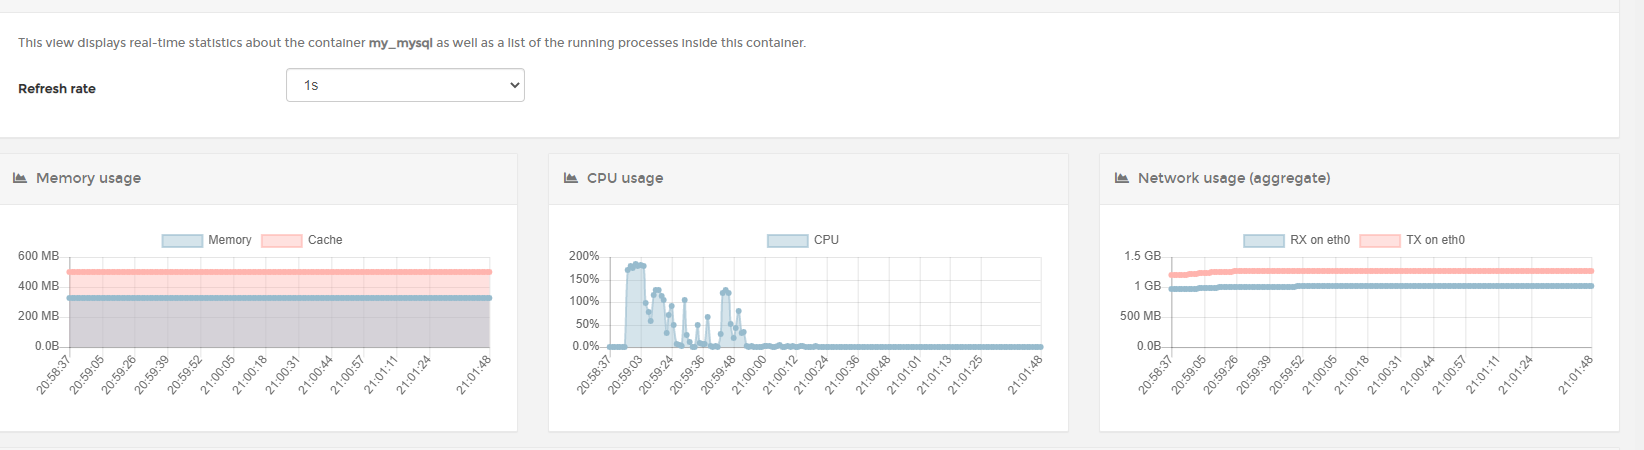 This view displays real-time statistics about the container my_mysql as well as a list of the running processes inside this container.
Refresh rate
1s
Memory usage
Memory
Cache
600 MB
400 MB
200 MB
0.0B
20:58:37
20:59:05
20:59:26
20:59:39
20:59:52
21:00:05
21:00:18
21:00:31
21:00:44
21:00:57
21:01:11
21:01:24
21:01:48
CPU usage
CPU
200%
150%
100%
50%
0.0%
20:58:37
20:59:03
20:59:24
20:59:36
20:59:48
21:00:00
21:00:12
21:00:24
21:00:36
21:00:48
21:01:01
21:01:13
21:01:25
21:01:48
Network usage (aggregate)
RX on eth0
TX on eth0
1.5 GB
1 GB
500 MB
0.0B
20:58:37
20:59:05
20:59:26
20:59:39
20:59:52
21:00:05
21:00:18
21:00:31
21:00:44
21:00:57
21:01:11
21:01:24
21:01:48